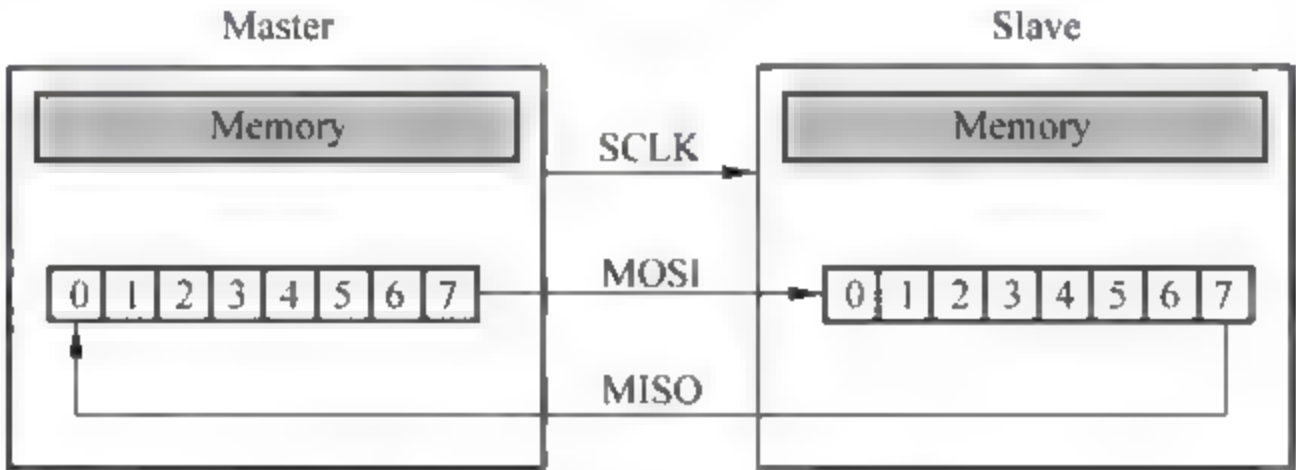 Master Slave
Memory Memory
SCLK
MOSI
0 1 2 3 4 5 6 7 0 1 2 3 4 5 6 7
MISO